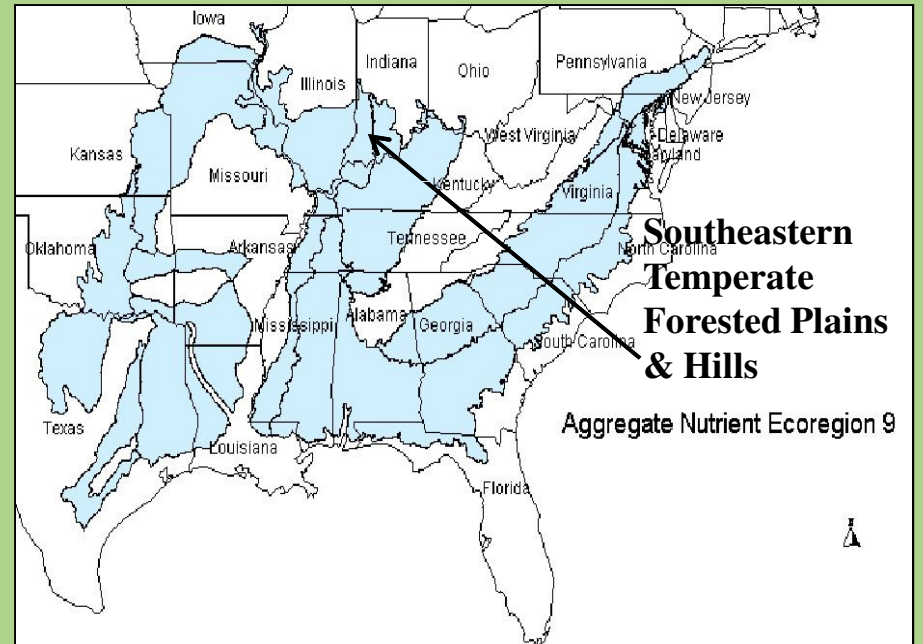 Iowa
Illinois
Indiana
Ohio
Pennsylvania
New Jersey
West Virginia
Delaware
Maryland
Kansas
Missouri
Kentucky
Virginia
Oklahoma
Arkansas
Tennessee
North Carolina
Mississippi
Alabama
Georgia
South Carolina
Texas
Louisiana
Florida
Southeastern
Temperate
Forested Plains
& Hills
Aggregate Nutrient Ecoregion 9